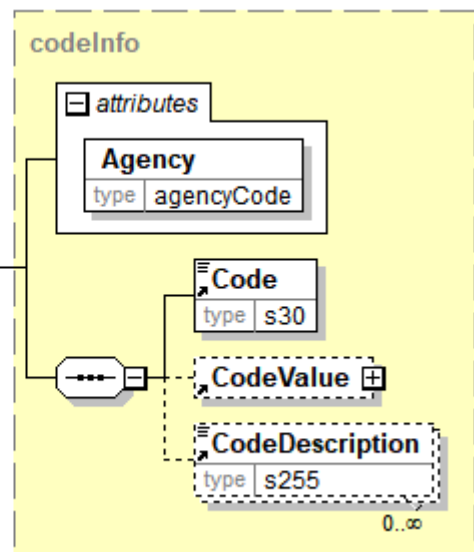 codeInfo
attributes
Agency
type agencyCode
Code
type s30
CodeValue
CodeDescription
type s255
0..∞